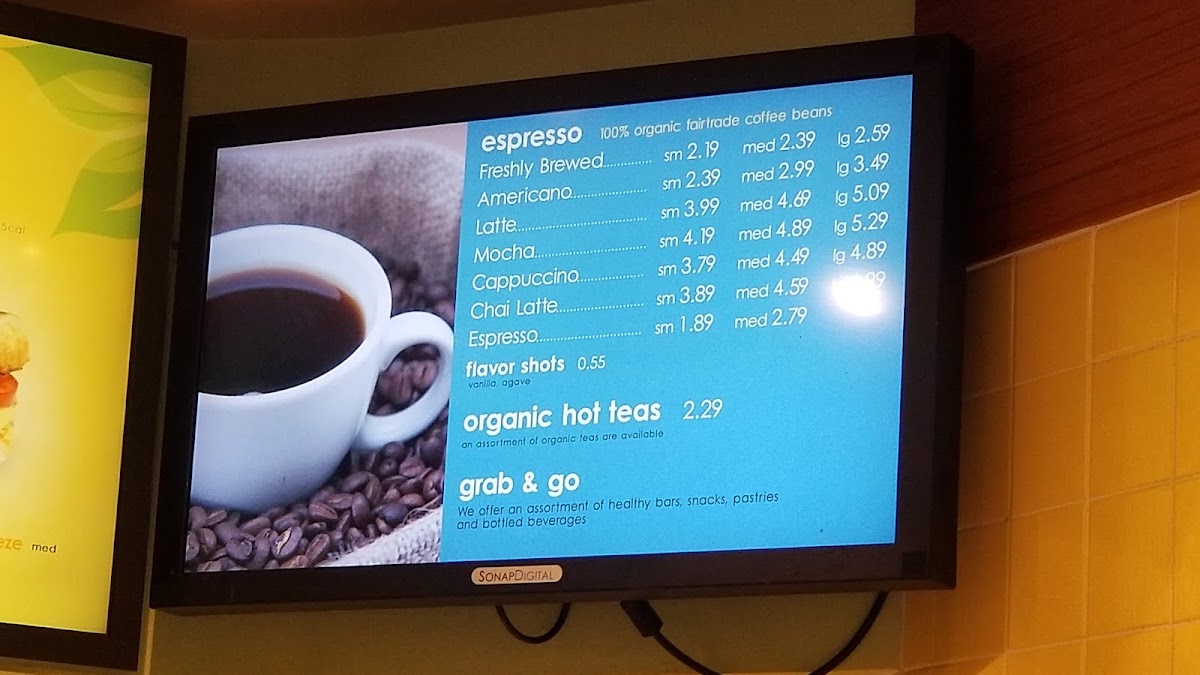 espresso 100% organic fairtrade coffee beans
Freshly Brewed............ sm 2.19 med 2.39 lg 2.59
Americano.................... sm 2.39 med 2.99 lg 3.49
Latte.................................. sm 3.99 med 4.69 lg 5.09
Mocha............................. sm 4.19 med 4.89 lg 5.29
Cappuccino................. sm 3.79 med 4.49 lg 4.89
Chai Latte....................... sm 3.89 med 4.59
Espresso............................ sm 1.89 med 2.79
flavor shots 0.55
vanilla, agave
organic hot teas 2.29
an assortment of organic teas are available
grab & go
We offer an assortment of healthy bars, snacks, pastries
and bottled beverages
SONAPDIGITAL
med